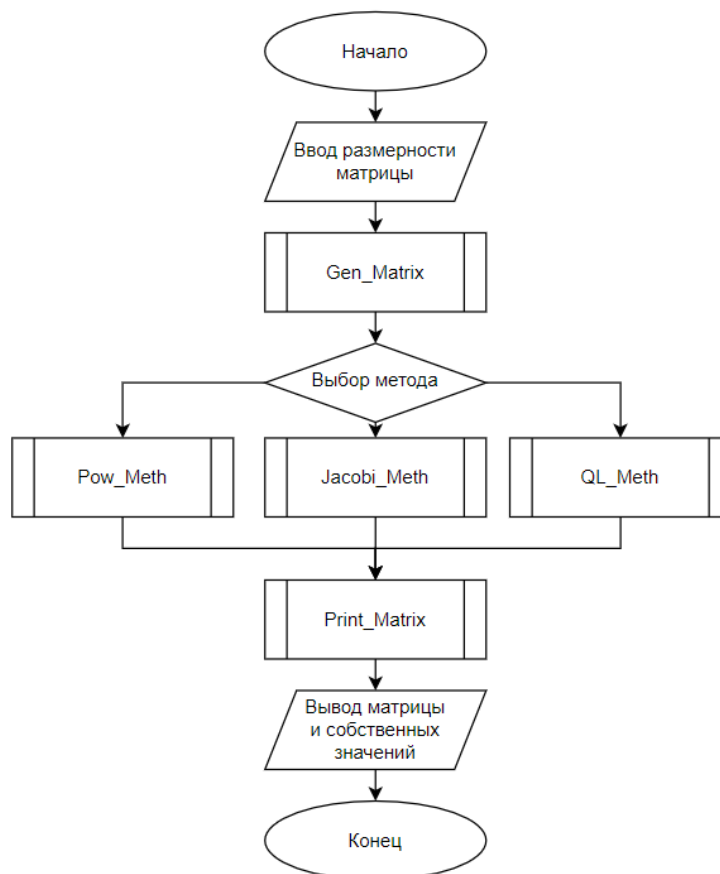 Начало
Ввод размерности
матрицы
Gen_Matrix
Выбор метода
Pow_Meth
Jacobi_Meth
QL_Meth
Print_Matrix
Вывод матрицы
и собственных
значений
Конец